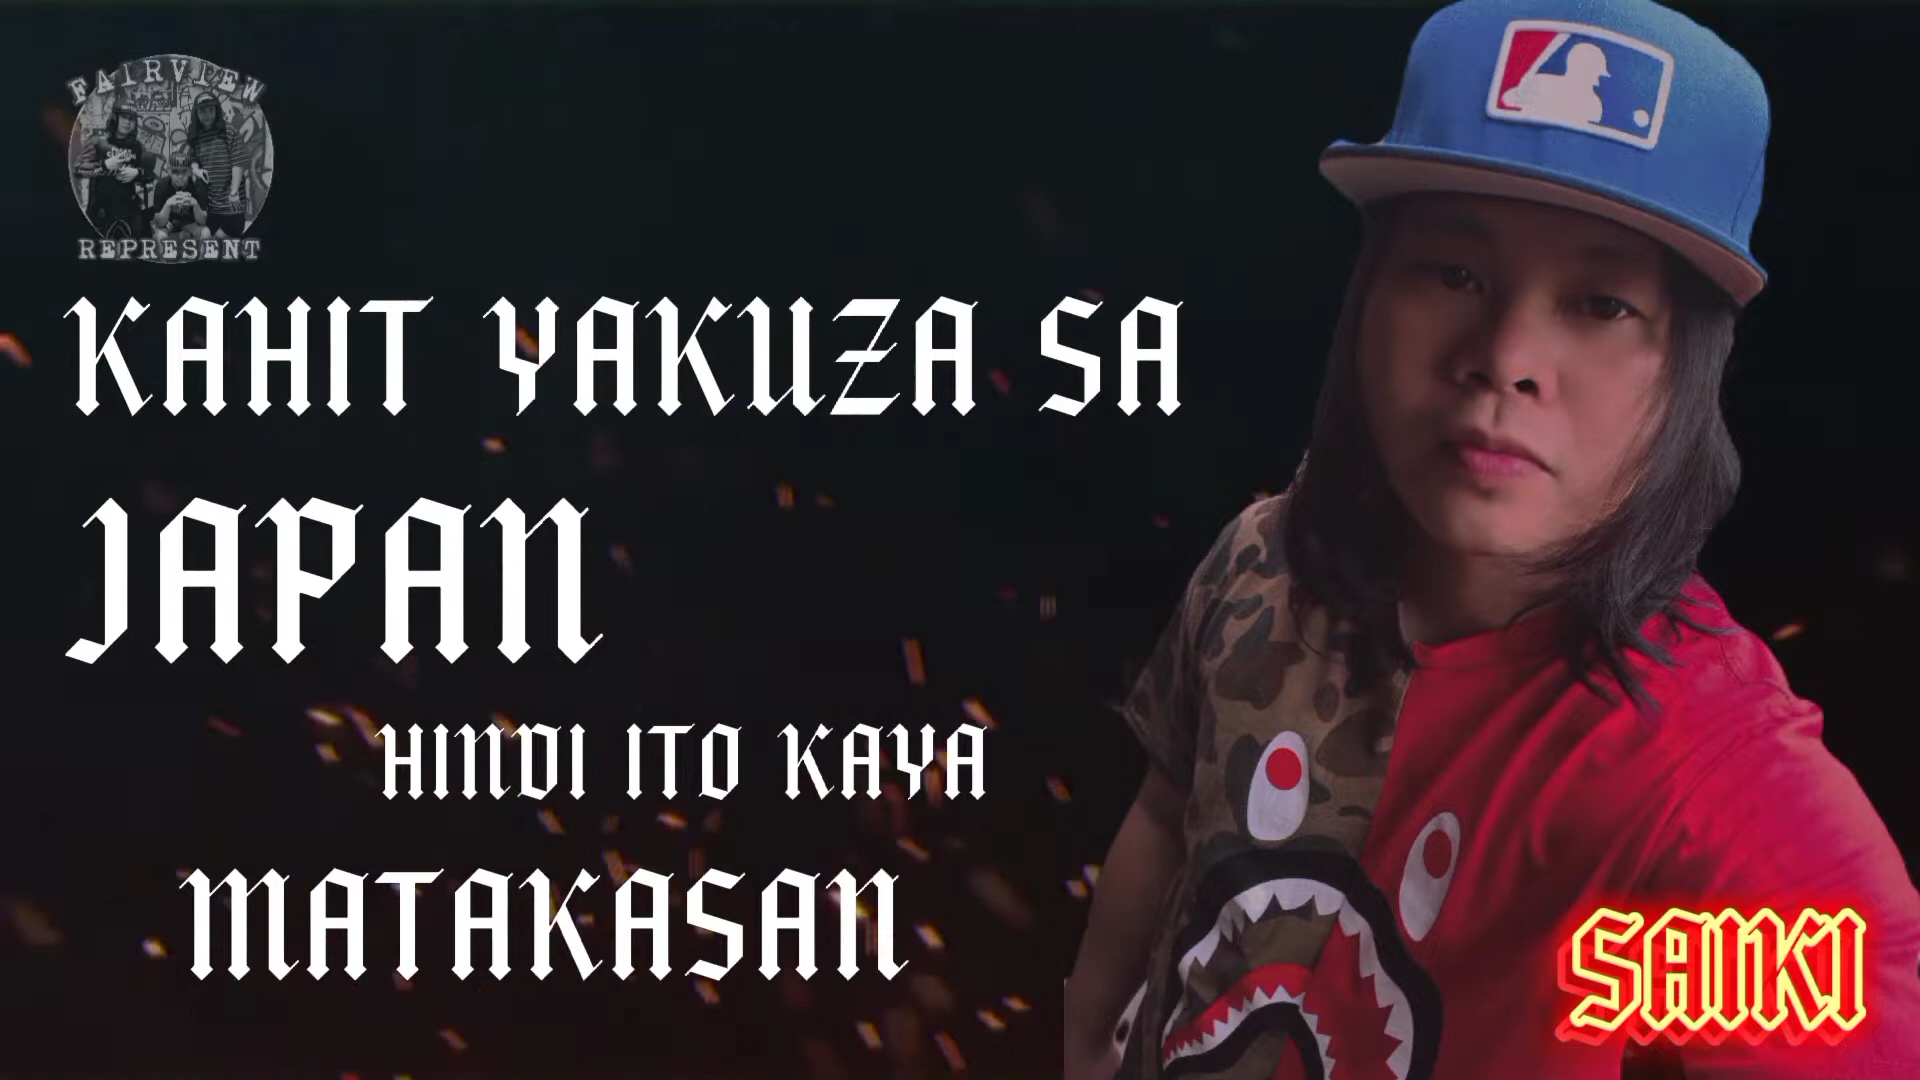 FAIRVIEW
REPRESENT
KAHIT YAKUZA SA
JAPAN
HINDI ITO KAYA
MATAKASAN
SAIKI